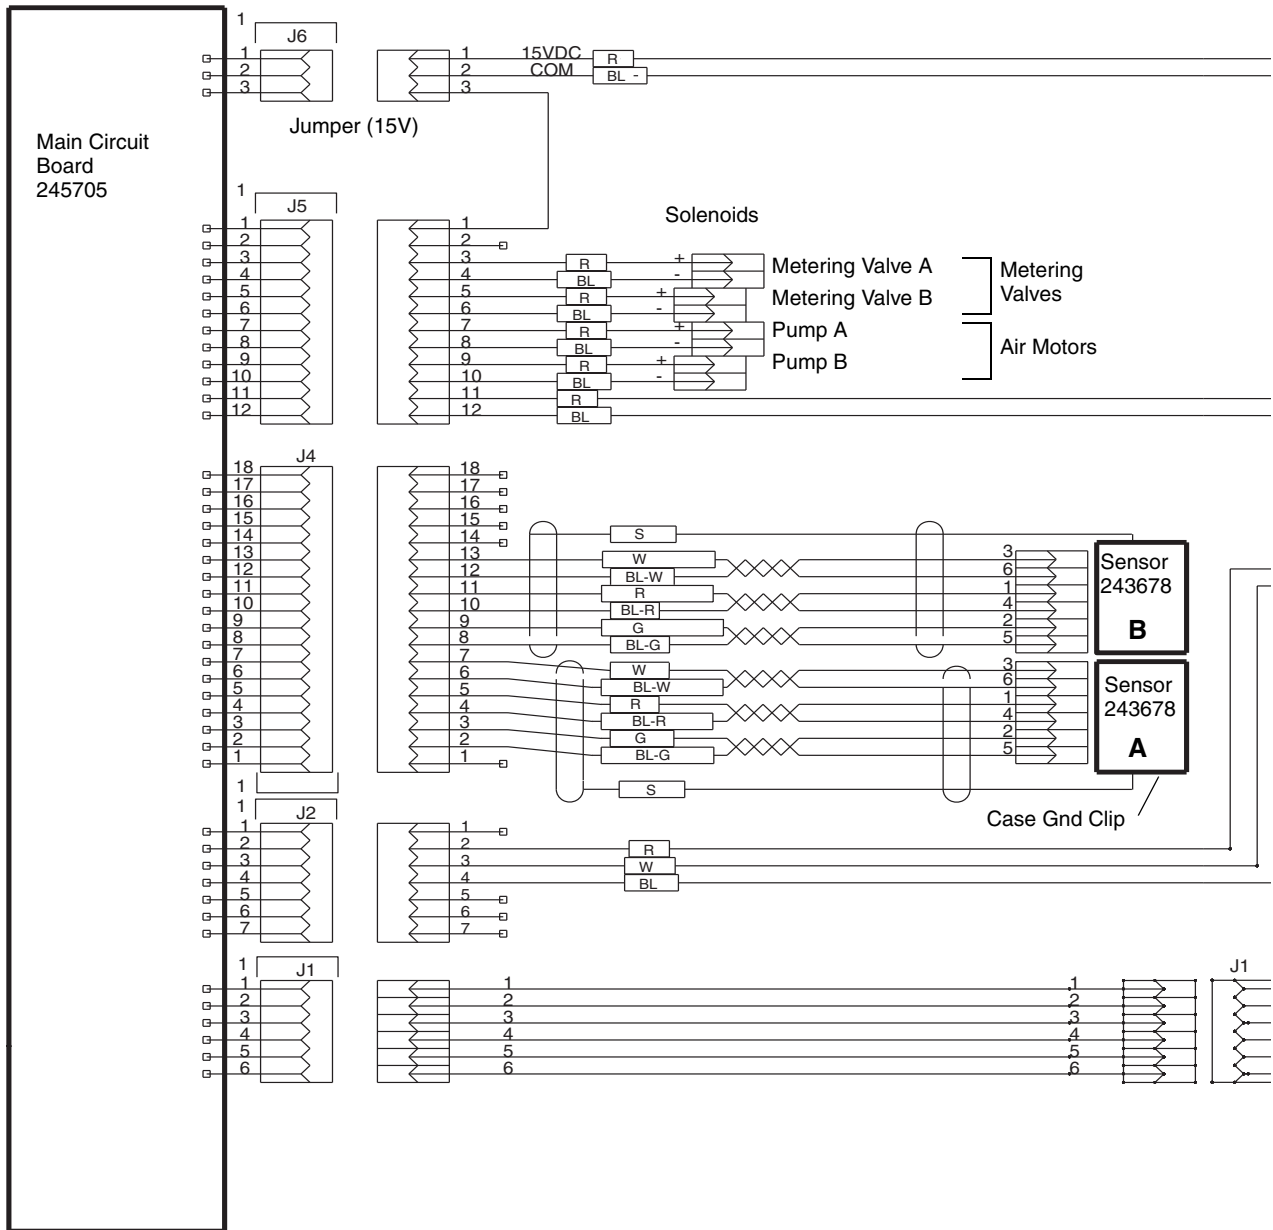 1
J6
1 1 15VDC R
2 2 COM BL -
3 3
Jumper (15V)
Main Circuit
Board
245705
1
J5
Solenoids
1 1
2 2
3 3 R + Metering Valve A
4 4 BL -
5 5 R + Metering Valve B
6 6 BL -
Metering
Valves
7 7 R + Pump A
8 8 BL -
9 9 R + Pump B
10 10 BL -
Air Motors
11 11 R
12 12 BL
J4
18 18
17 17
16 16
15 15
14 14 S
13 13 W 3
12 12 BL-W 6
11 11 R 1
10 10 BL-R 4
9 9 G 2
8 8 BL-G 5
Sensor
243678
B
7 7 W 3
6 6 BL-W 6
5 5 R 1
4 4 BL-R 4
3 3 G 2
2 2 BL-G 5
1 1
Sensor
243678
A
1 S
Case Gnd Clip
1
J2
1 1
2 2 R
3 3 W
4 4 BL
5 5
6 6
7 7
1
J1 J1
1 1 1
2 2 2
3 3 3
4 4 4
5 5 5
6 6 6